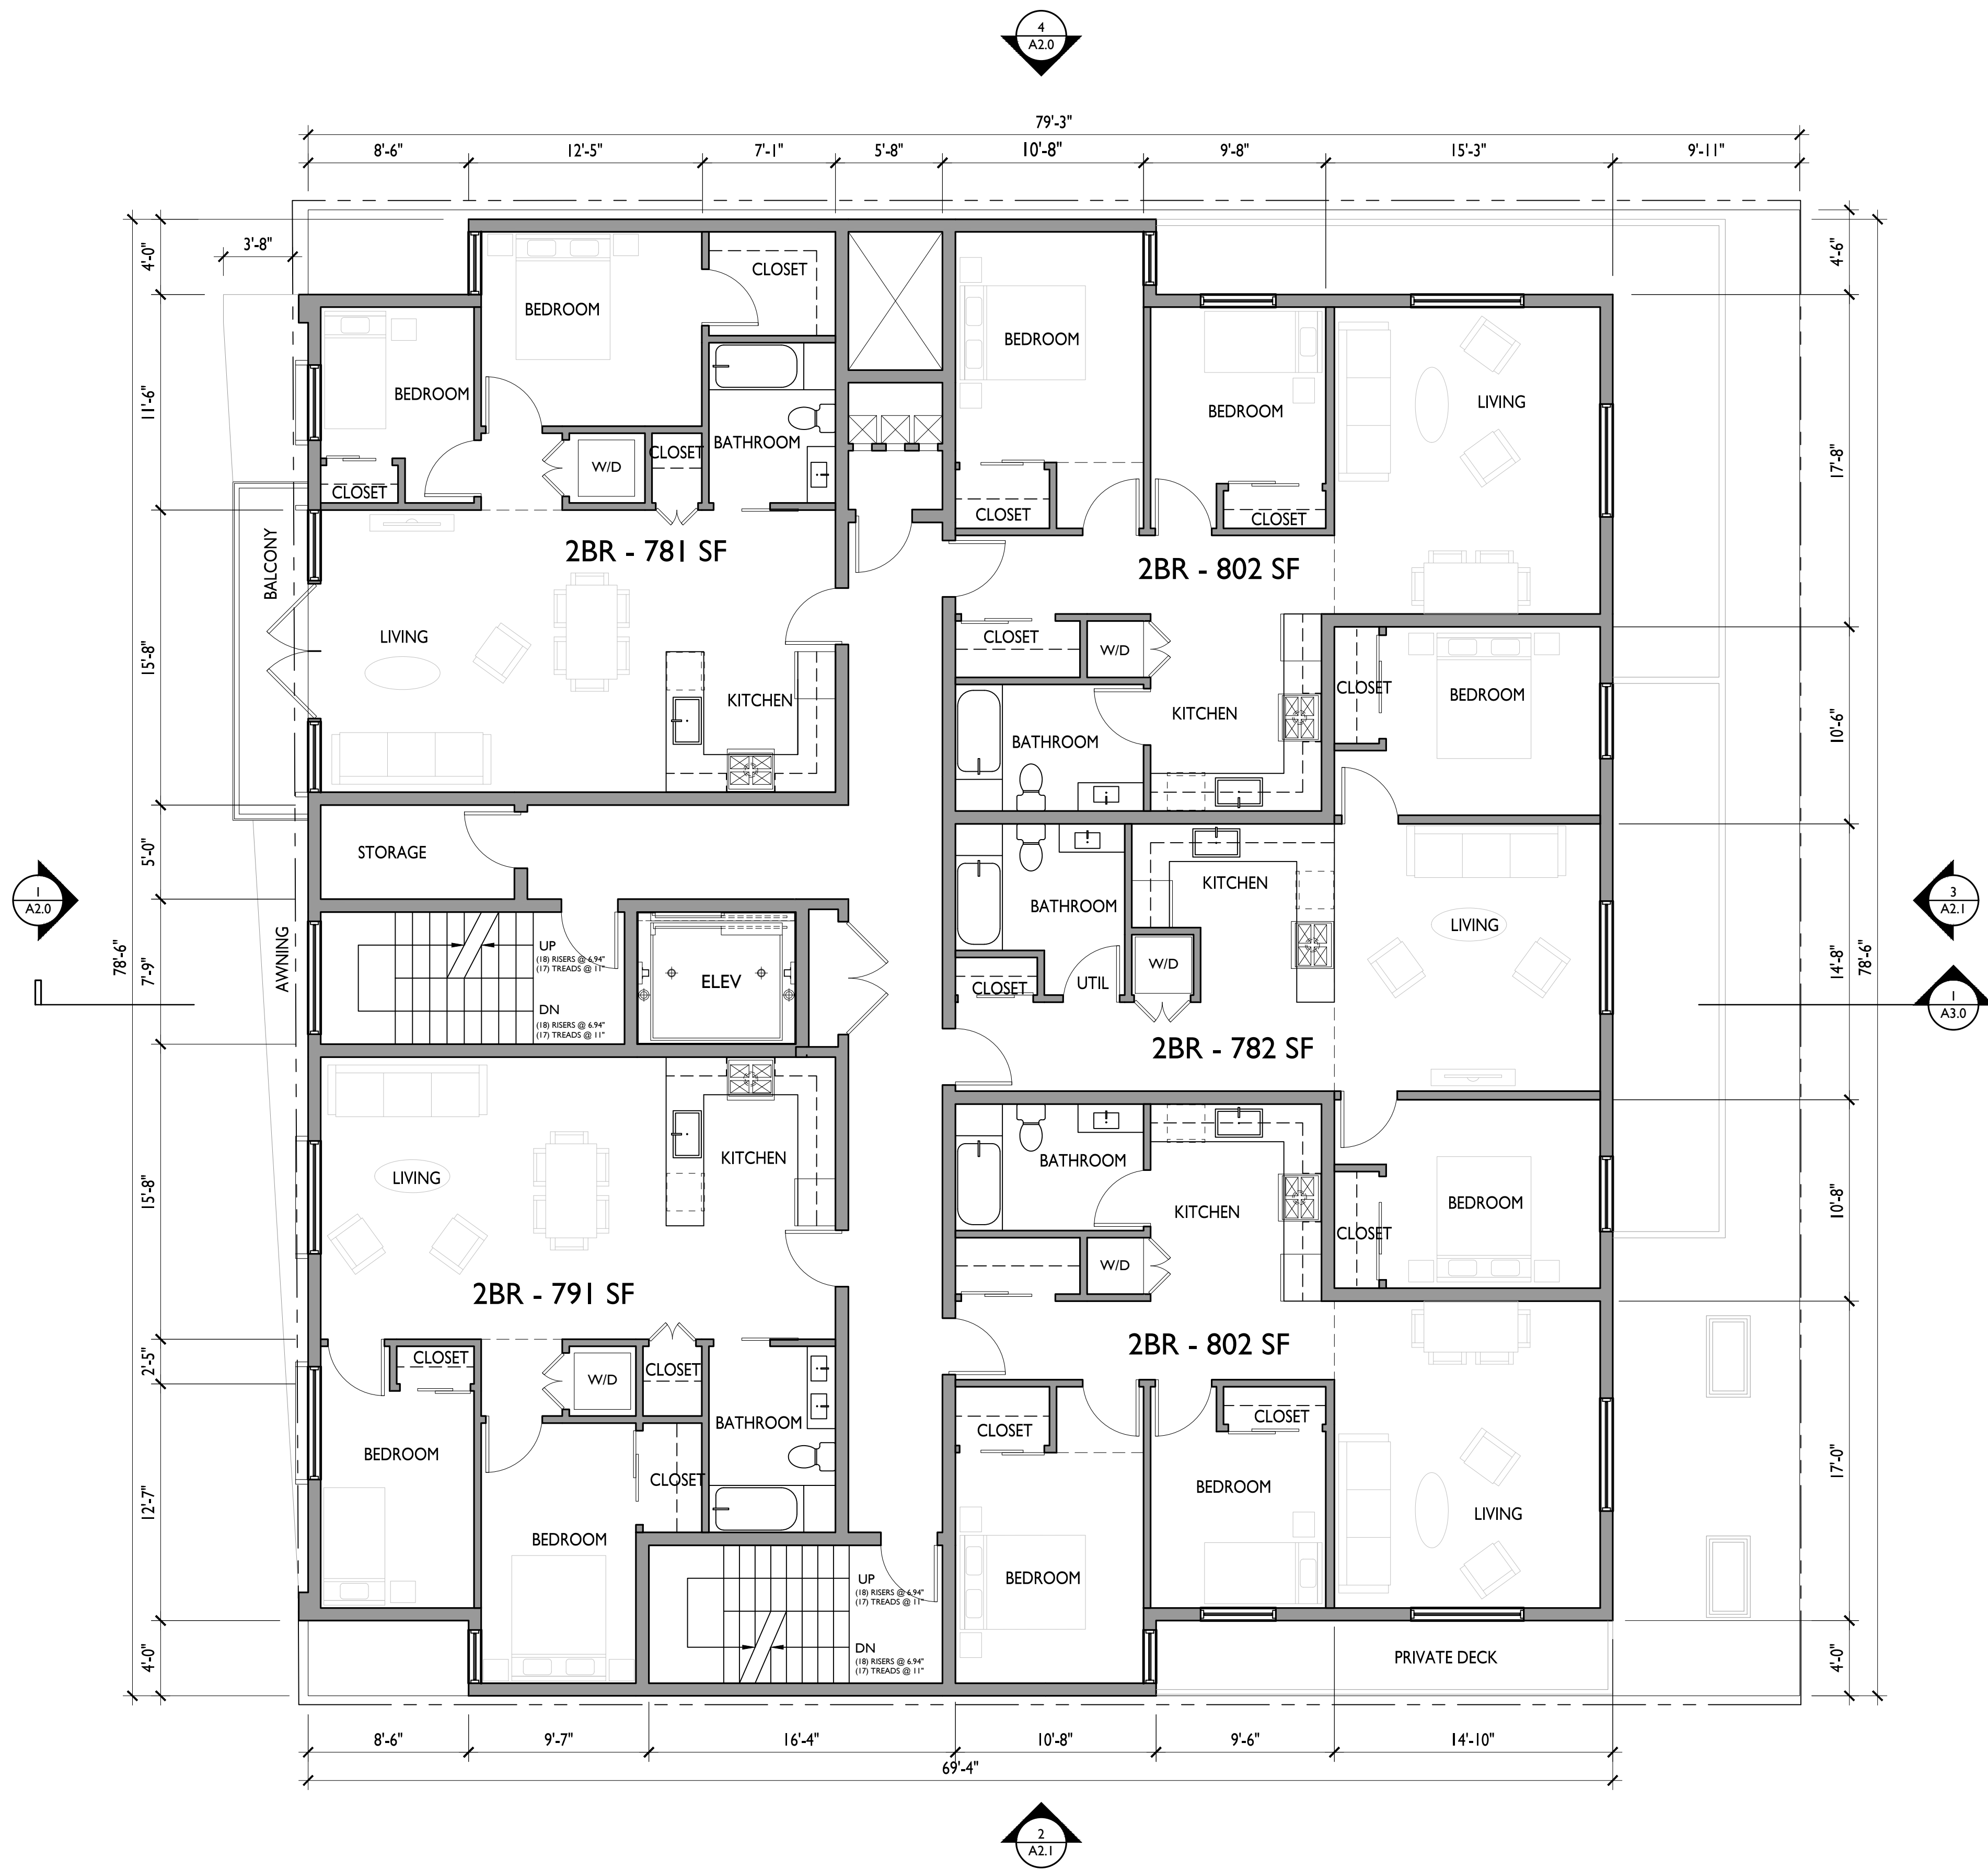 4
A2.0
79'-3"
8'-6"
12'-5"
7'-1"
5'-8"
10'-8"
9'-8"
15'-3"
9'-11"
3'-8"
4'-0"
11'-6"
15'-8"
5'-0"
78'-6"
7'-9"
15'-8"
2'-5"
12'-7"
4'-0"
4'-6"
17'-8"
10'-6"
14'-8"
78'-6"
10'-8"
17'-0"
4'-0"
1
A2.0
3
A2.1
1
A3.0
BALCONY
AWNING
BEDROOM
CLOSET
BEDROOM
CLOSET
BATHROOM
CLOSET
W/D
2BR - 781 SF
LIVING
KITCHEN
STORAGE
BEDROOM
CLOSET
BEDROOM
CLOSET
LIVING
2BR - 802 SF
CLOSET
W/D
KITCHEN
BATHROOM
CLOSET
BEDROOM
UP
(18) RISERS @ 6.94"
(17) TREADS @ 11"
DN
(18) RISERS @ 6.94"
(17) TREADS @ 11"
ELEV
BATHROOM
KITCHEN
LIVING
W/D
UTIL
CLOSET
2BR - 782 SF
BEDROOM
CLOSET
LIVING
KITCHEN
2BR - 791 SF
CLOSET
W/D
CLOSET
BATHROOM
BEDROOM
CLOSET
BEDROOM
BATHROOM
KITCHEN
W/D
2BR - 802 SF
CLOSET
CLOSET
BEDROOM
BEDROOM
LIVING
UP
(18) RISERS @ 6.94"
(17) TREADS @ 11"
DN
(18) RISERS @ 6.94"
(17) TREADS @ 11"
PRIVATE DECK
8'-6"
9'-7"
16'-4"
10'-8"
9'-6"
14'-10"
69'-4"
2
A2.1